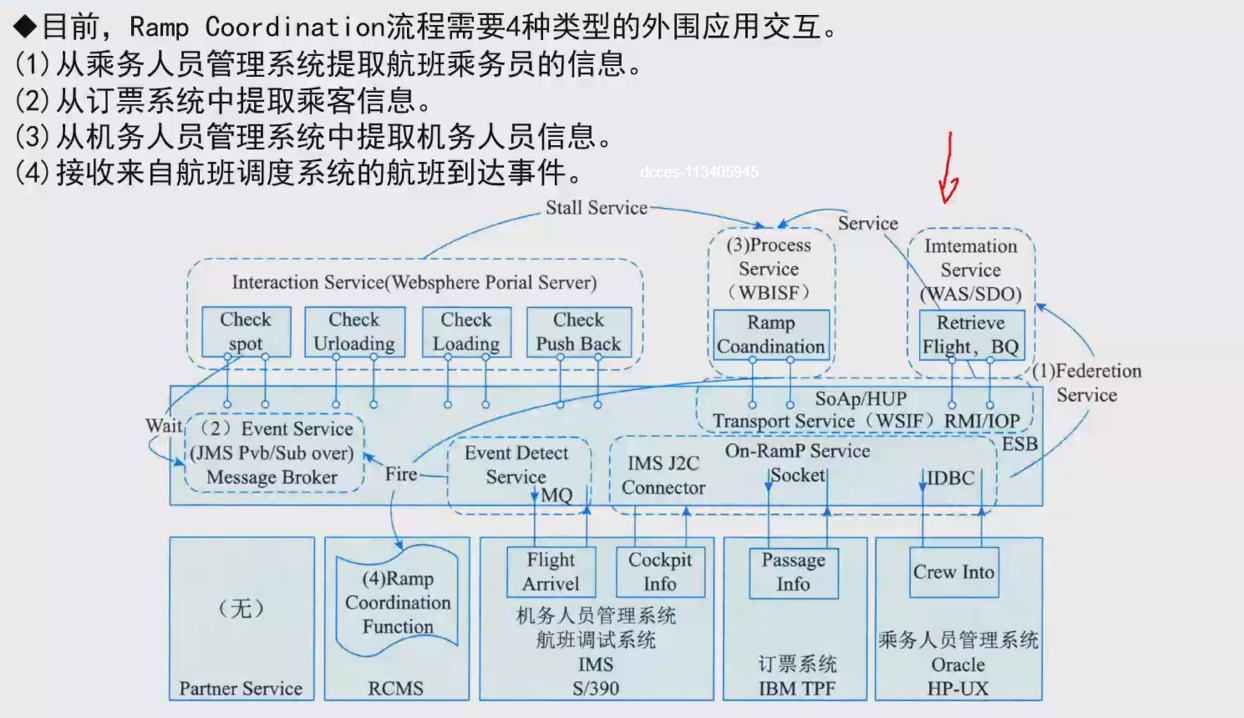 ◆目前，Ramp Coordination流程需要4种类型的外围应用交互。
(1)从乘务人员管理系统提取航班乘务员的信息。
(2)从订票系统中提取乘客信息。
(3)从机务人员管理系统中提取机务人员信息。
(4)接收来自航班调度系统的航班到达事件。
dcces-113405945
Stall Service
Service
Interaction Service(Websphere Porial Server)
Check
spot
Check
Urloading
Check
Loading
Check
Push Back
(3)Process
Service
（WBISF）
Ramp
Coandination
Imtemation
Service
(WAS/SDO)
Retrieve
Flight，BQ
(1)Federetion
Service
SoAp/HUP
Transport Service（WSIF）RMI/IOP
ESB
Wait
（2）Event Service
(JMS Pvb/Sub over)
Message Broker
Fire
Event Detect
Service
MQ
IMS J2C
Connector
On-RamP Service
Socket
IDBC
（无）
Partner Service
(4)Ramp
Coordination
Function
RCMS
Flight
Arrivel
Cockpit
Info
机务人员管理系统
航班调试系统
IMS
S/390
Passage
Info
订票系统
IBM TPF
Crew Into
乘务人员管理系统
Oracle
HP-UX